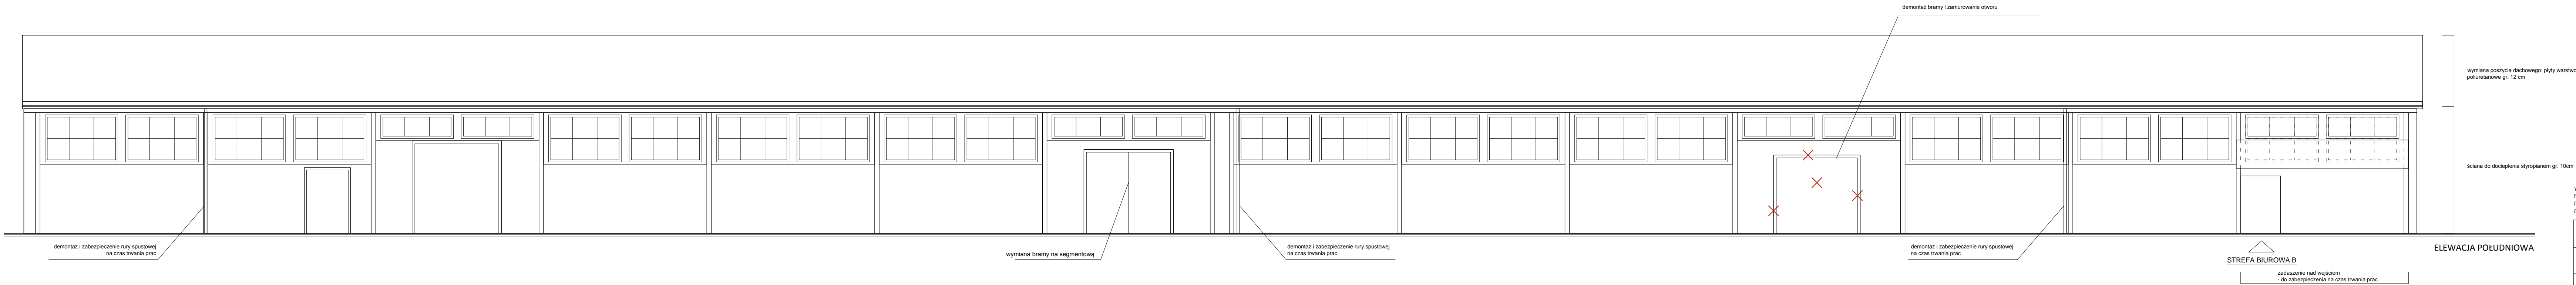 demontaż bramy i zamurowanie otworu
wymiana poszycia dachowego: płyty
poliuretanowe gr. 12 cm
ściana do docieplenia styropianem gr. 10cm
demontaż i zabezpieczenie rury spustowej
na czas trwania prac
wymiana bramy na segmentową
demontaż i zabezpieczenie rury spustowej
na czas trwania prac
demontaż i zabezpieczenie rury spustowej
na czas trwania prac
ELEWACJA POŁUDNIOWA
STREFA BIUROWA B
zadaszenie nad wejściem
- do zabezpieczenia na czas trwania prac